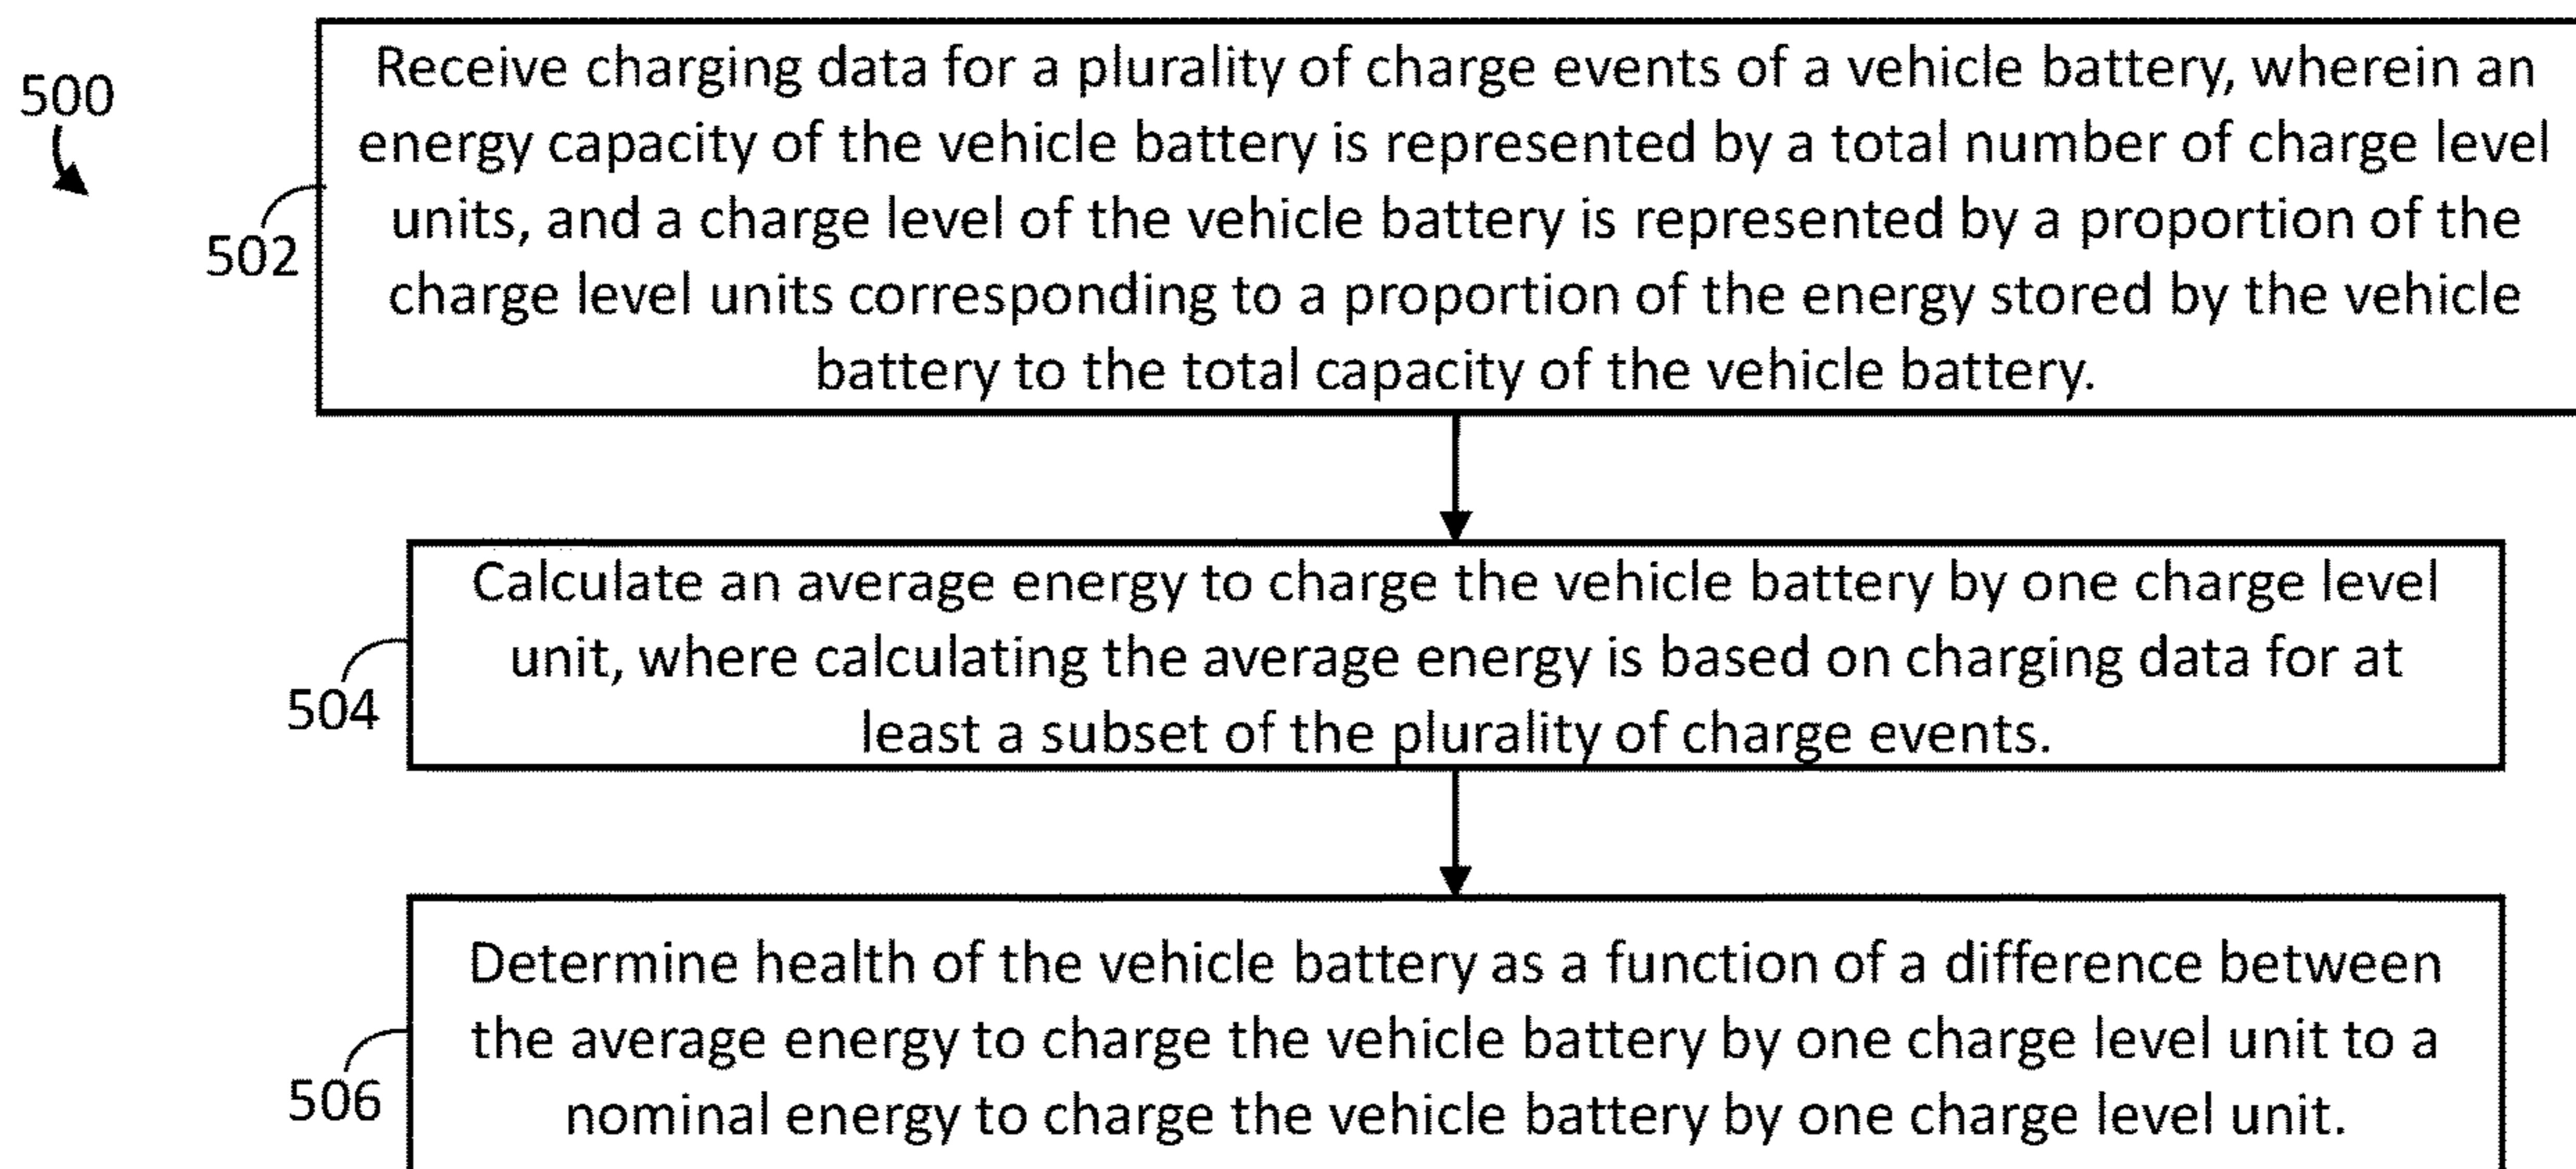 500
Receive charging data for a plurality of charge events of a vehicle battery, wherein an
energy capacity of the vehicle battery is represented by a total number of charge level
units, and a charge level of the vehicle battery is represented by a proportion of the
charge level units corresponding to a proportion of the energy stored by the vehicle
battery to the total capacity of the vehicle battery.
502
Calculate an average energy to charge the vehicle battery by one charge level
unit, where calculating the average energy is based on charging data for at
least a subset of the plurality of charge events.
504
Determine health of the vehicle battery as a function of a difference between
the average energy to charge the vehicle battery by one charge level unit to a
nominal energy to charge the vehicle battery by one charge level unit.
506